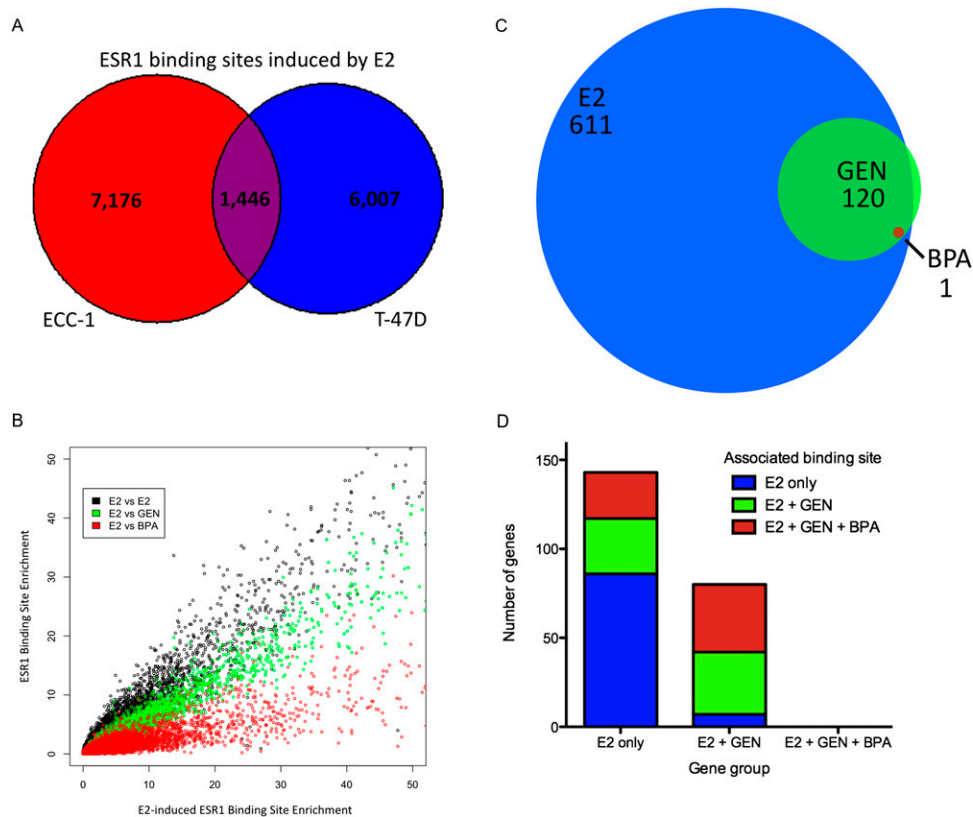 A
ESR1 binding sites induced by E2
7,176
1,446
6,007
ECC-1
T-47D
C
E2
611
GEN
120
BPA
1
B
50
40
30
20
10
0
ESR1 Binding Site Enrichment
E2 vs E2
E2 vs GEN
E2 vs BPA
0
10
20
30
40
50
E2-induced ESR1 Binding Site Enrichment
D
150
100
50
0
Number of genes
Associated binding site
E2 only
E2 + GEN
E2 + GEN + BPA
E2 only
E2 + GEN
E2 + GEN + BPA
Gene group